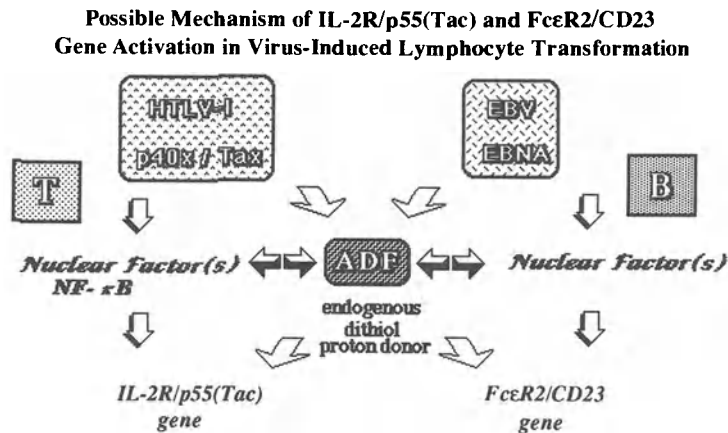 Possible Mechanism of IL-2R/p55(Tac) and FcεR2/CD23
Gene Activation in Virus-Induced Lymphocyte Transformation
HTLV-I
p40x / Tax
EBV
EBNA
T
B
Nuclear Factor(s)
NF- κB
ADF
Nuclear Factor(s)
endogenous
dithiol
proton donor
IL-2R/p55(Tac)
gene
FcεR2/CD23
gene